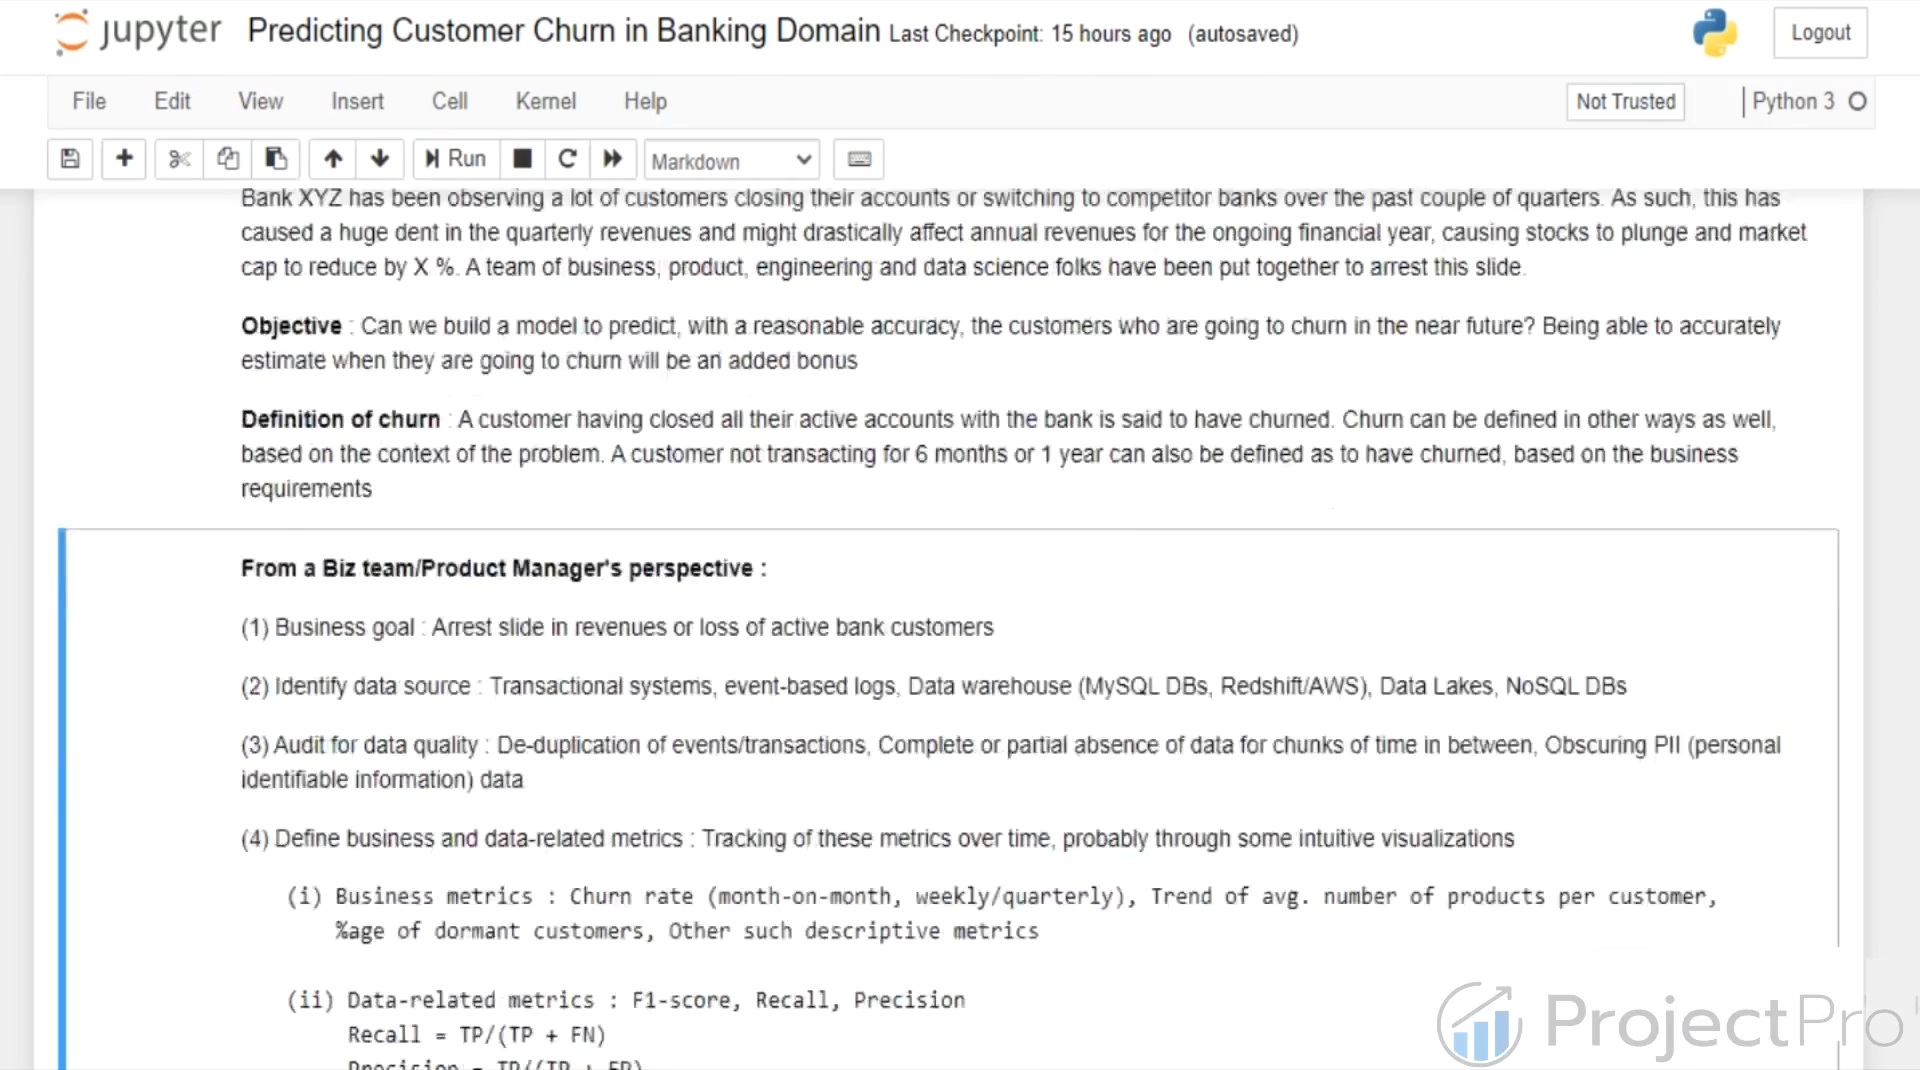 jupyter Predicting Customer Churn in Banking Domain Last Checkpoint: 15 hours ago (autosaved) Logout
File Edit View Insert Cell Kernel Help Not Trusted Python 3
Run Markdown
Bank XYZ has been observing a lot of customers closing their accounts or switching to competitor banks over the past couple of quarters. As such, this has
caused a huge dent in the quarterly revenues and might drastically affect annual revenues for the ongoing financial year, causing stocks to plunge and market
cap to reduce by X %. A team of business, product, engineering and data science folks have been put together to arrest this slide.
Objective : Can we build a model to predict, with a reasonable accuracy, the customers who are going to churn in the near future? Being able to accurately
estimate when they are going to churn will be an added bonus
Definition of churn : A customer having closed all their active accounts with the bank is said to have churned. Churn can be defined in other ways as well,
based on the context of the problem. A customer not transacting for 6 months or 1 year can also be defined as to have churned, based on the business
requirements
From a Biz team/Product Manager's perspective :
(1) Business goal : Arrest slide in revenues or loss of active bank customers
(2) Identify data source : Transactional systems, event-based logs, Data warehouse (MySQL DBs, Redshift/AWS), Data Lakes, NoSQL DBs
(3) Audit for data quality : De-duplication of events/transactions, Complete or partial absence of data for chunks of time in between, Obscuring PII (personal
identifiable information) data
(4) Define business and data-related metrics : Tracking of these metrics over time, probably through some intuitive visualizations
(i) Business metrics : Churn rate (month-on-month, weekly/quarterly), Trend of avg. number of products per customer,
%age of dormant customers, Other such descriptive metrics
(ii) Data-related metrics : F1-score, Recall, Precision
Recall = TP/(TP + FN)
Precision = TP/(TP + FP)
ProjectPro